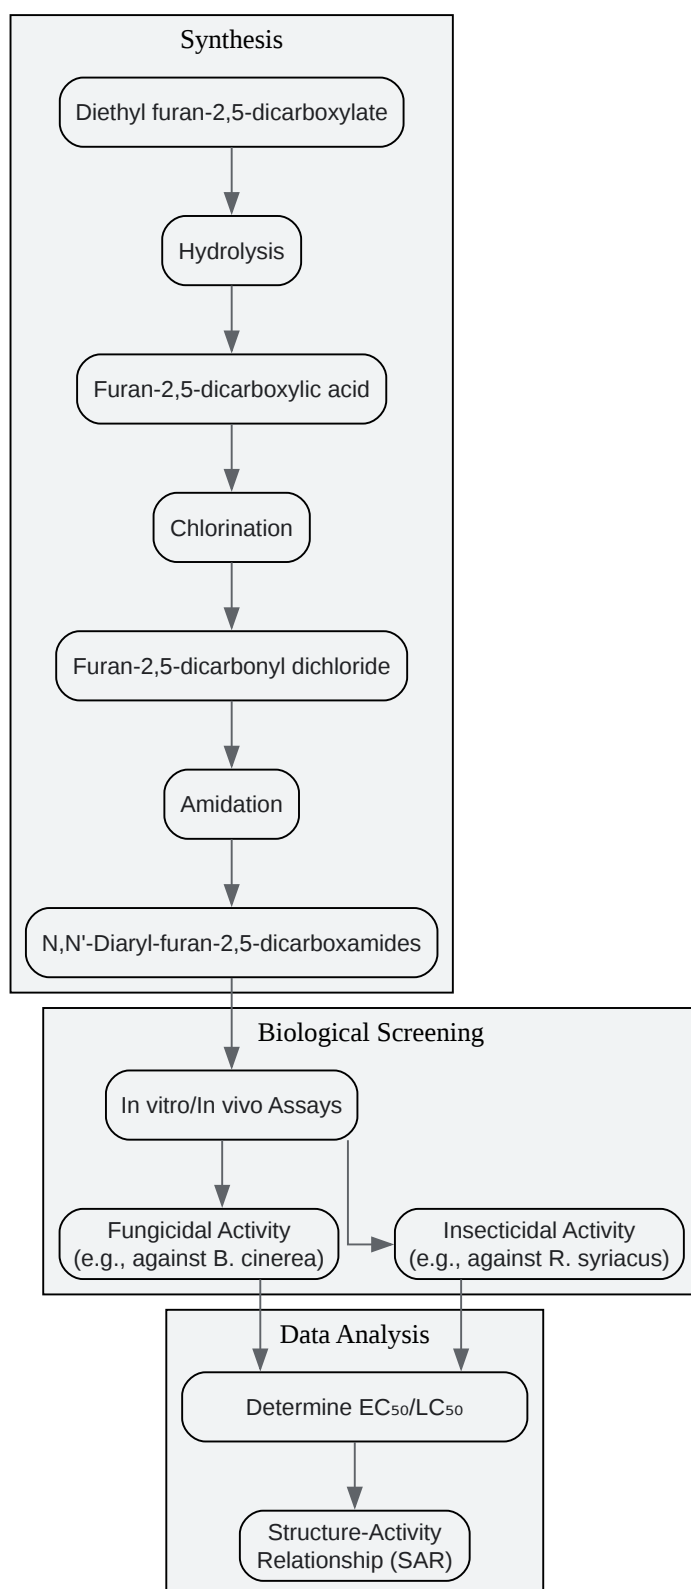 Synthesis
Diethyl furan-2,5-dicarboxylate
Hydrolysis
Furan-2,5-dicarboxylic acid
Chlorination
Furan-2,5-dicarbonyl dichloride
Amidation
N,N'-Diaryl-furan-2,5-dicarboxamides
Biological Screening
In vitro/In vivo Assays
Fungicidal Activity
(e.g., against B. cinerea)
Insecticidal Activity
(e.g., against R. syriacus)
Data Analysis
Determine EC₅₀/LC₅₀
Structure-Activity
Relationship (SAR)